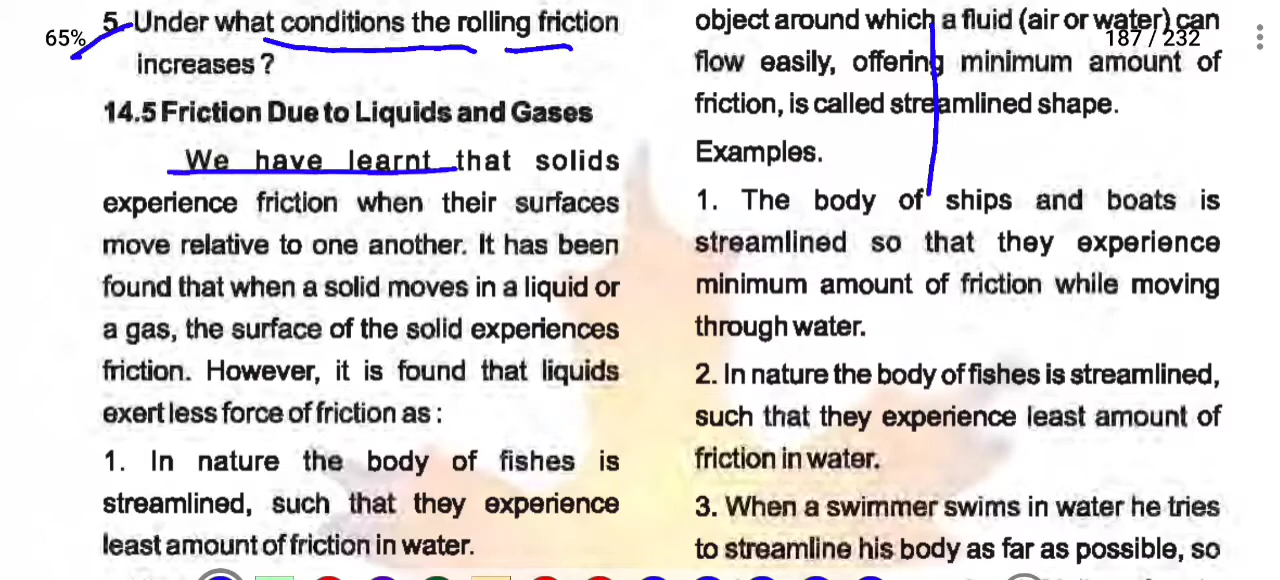 65%
187 / 232
5. Under what conditions the rolling friction
increases ?
14.5 Friction Due to Liquids and Gases
We have learnt that solids
experience friction when their surfaces
move relative to one another. It has been
found that when a solid moves in a liquid or
a gas, the surface of the solid experiences
friction. However, it is found that liquids
exert less force of friction as :
1. In nature the body of fishes is
streamlined, such that they experience
least amount of friction in water.
object around which a fluid (air or water) can
flow easily, offering minimum amount of
friction, is called streamlined shape.
Examples.
1. The body of ships and boats is
streamlined so that they experience
minimum amount of friction while moving
through water.
2. In nature the body of fishes is streamlined,
such that they experience least amount of
friction in water.
3. When a swimmer swims in water he tries
to streamline his body as far as possible, so